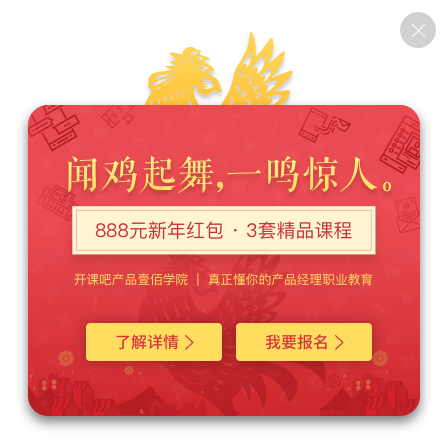 闻鸡起舞,一鸣惊人。
888元新年红包 · 3套精品课程
开课吧产品壹佰学院 | 真正懂你的产品经理职业教育
了解详情 >
我要报名 >